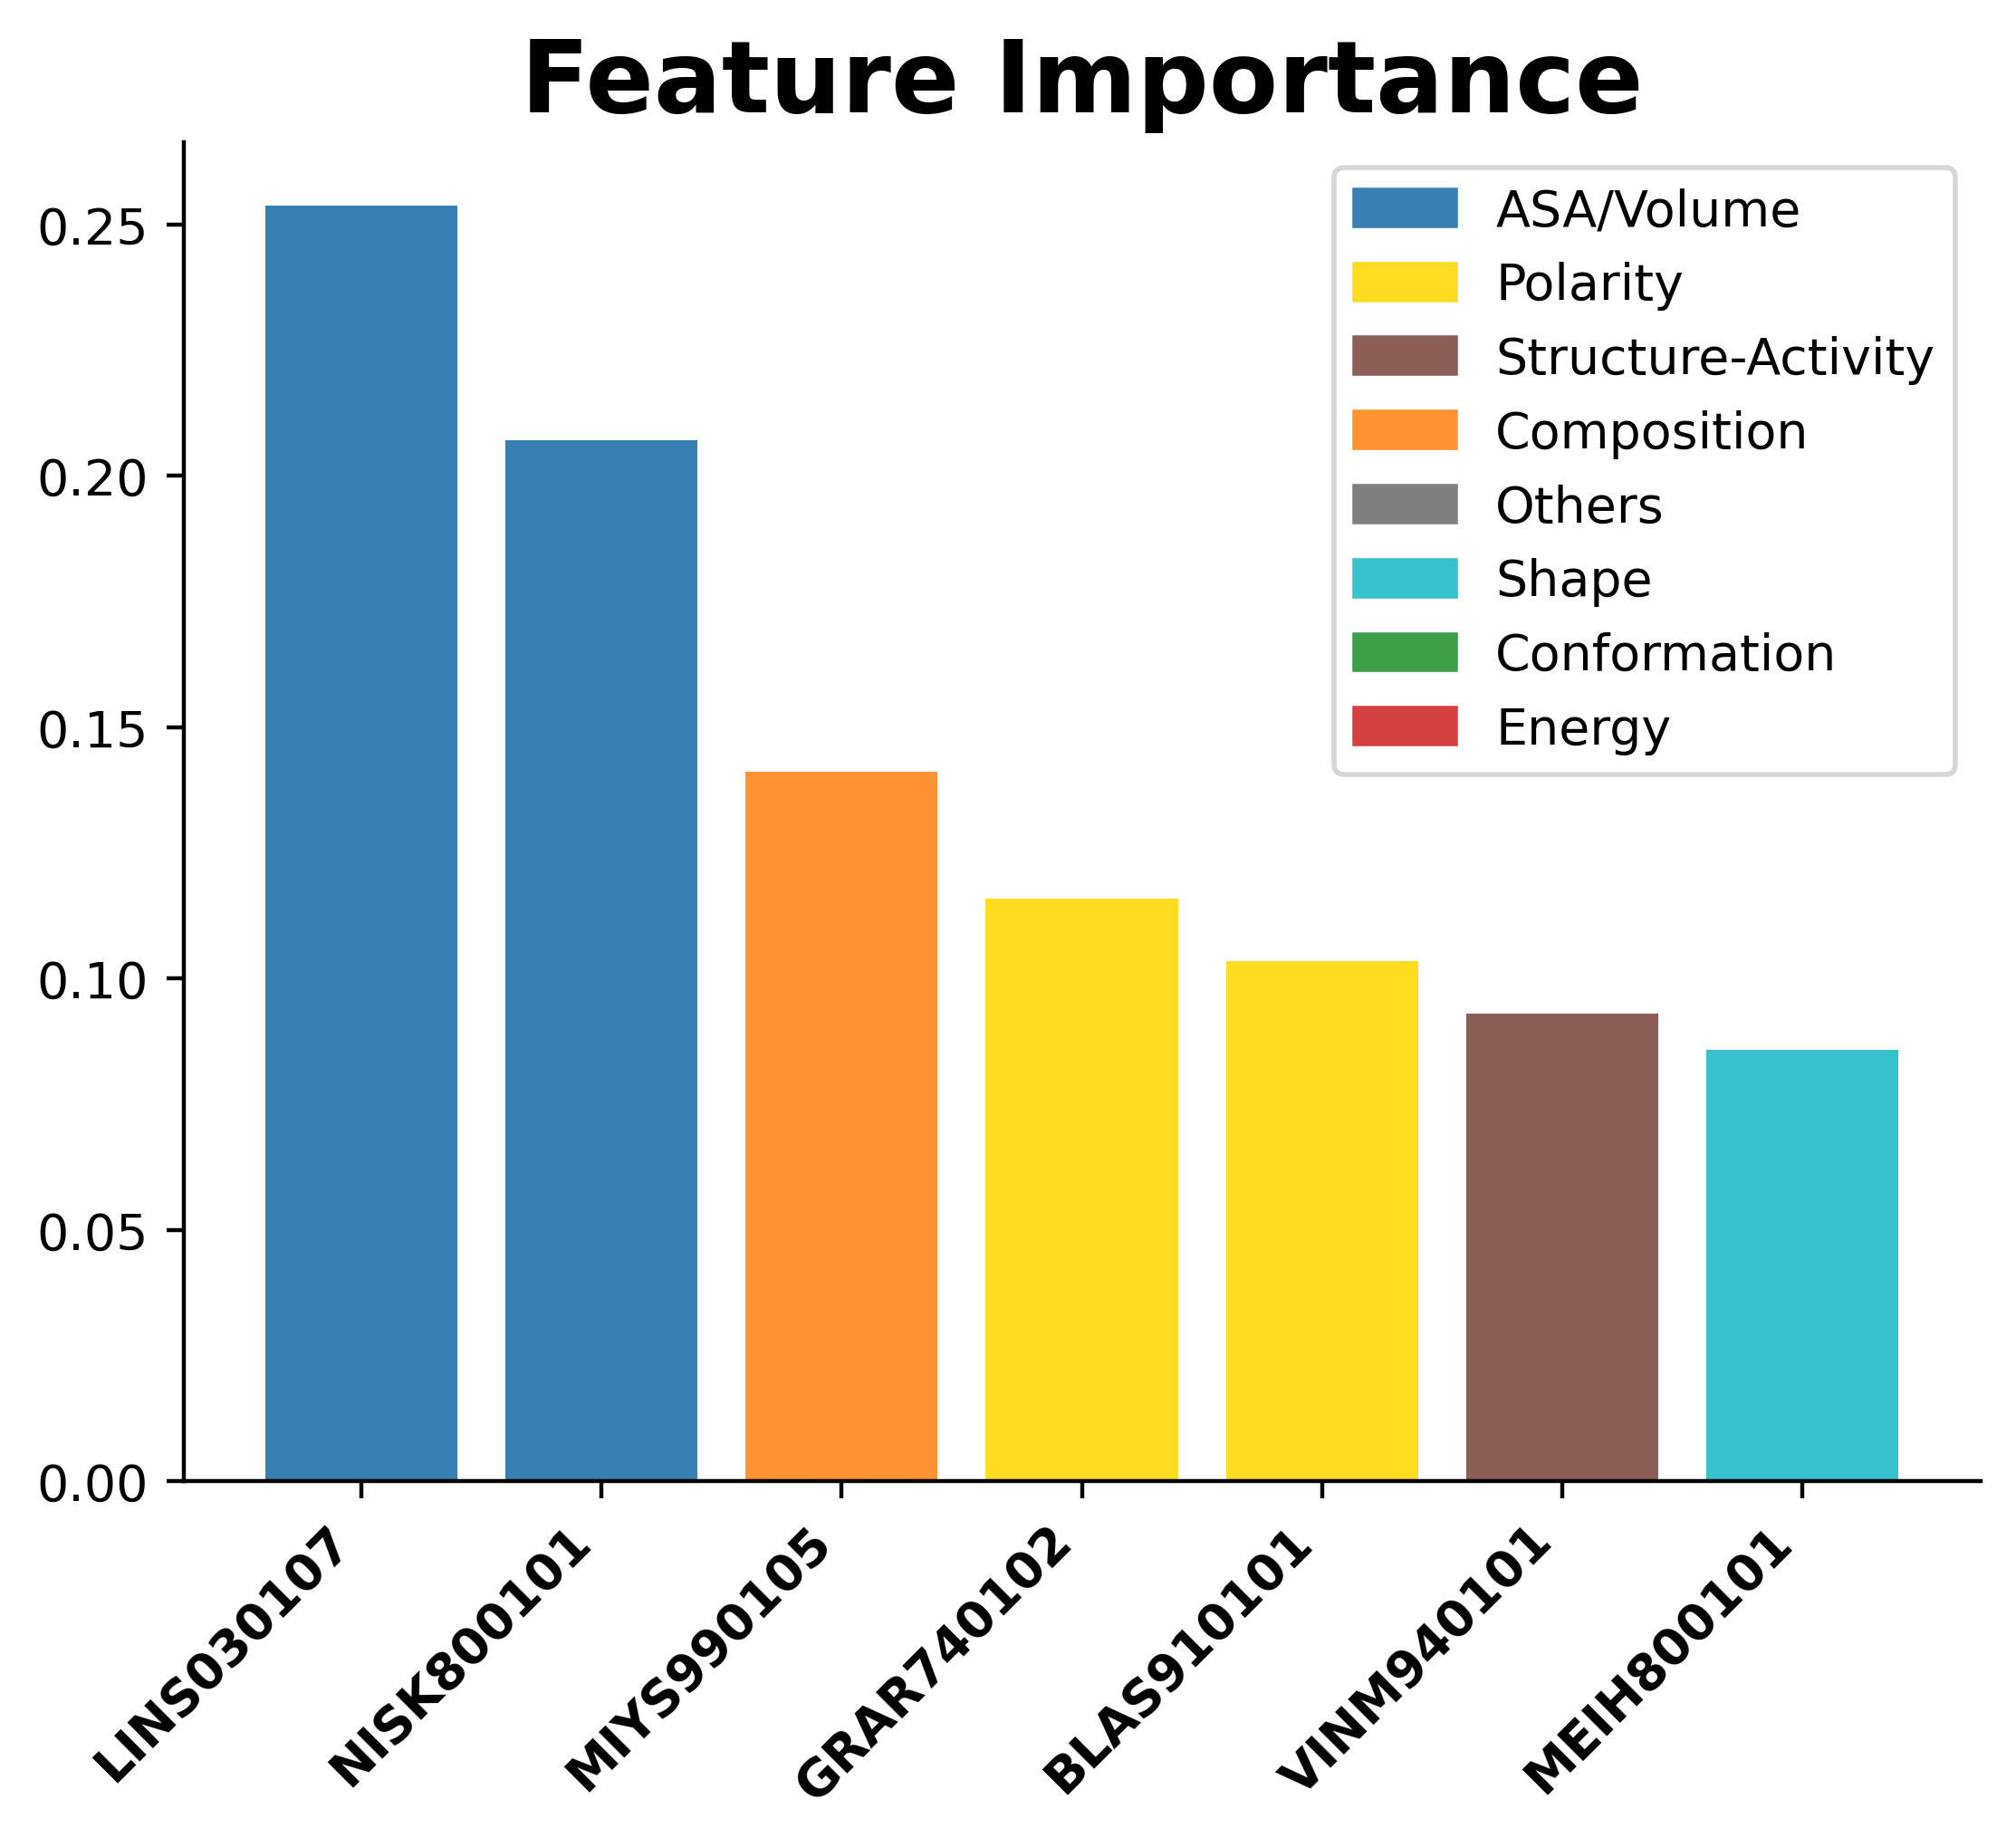 Feature Importance
0.25
0.20
0.15
0.10
0.05
0.00
ASA/Volume
Polarity
Structure-Activity
Composition
Others
Shape
Conformation
Energy
LINS030107
NISK800101
MIYS990105
GRAR740102
BLAS910101
VINM940101
MEIH800101